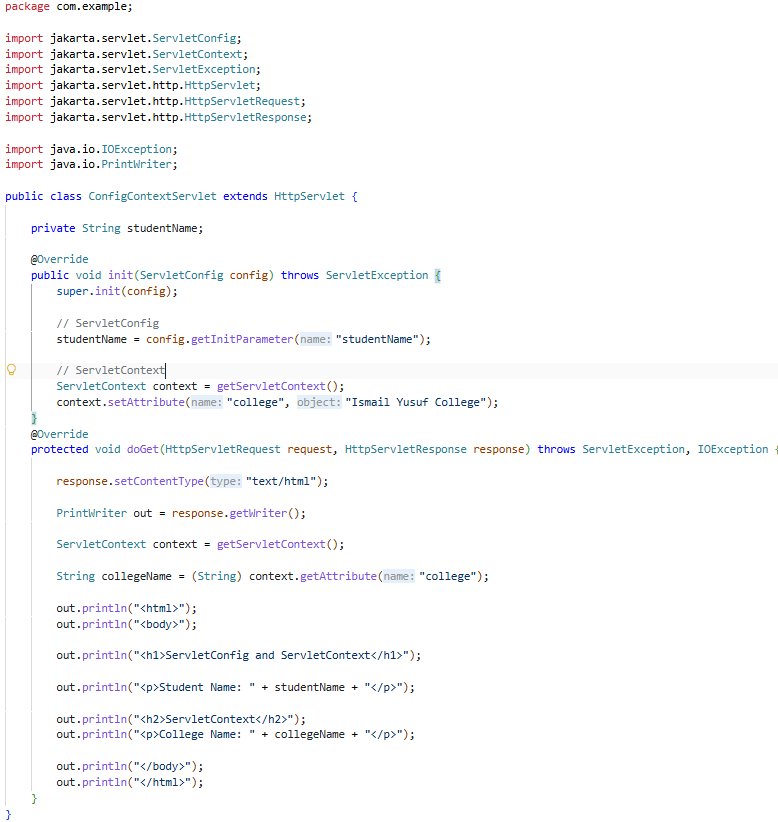 package com.example;
import jakarta.servlet.ServletConfig;
import jakarta.servlet.ServletContext;
import jakarta.servlet.ServletException;
import jakarta.servlet.http.HttpServlet;
import jakarta.servlet.http.HttpServletRequest;
import jakarta.servlet.http.HttpServletResponse;
import java.io.IOException;
import java.io.PrintWriter;
public class ConfigContextServlet extends HttpServlet {
private String studentName;
@Override
public void init(ServletConfig config) throws ServletException {
super.init(config);
// ServletConfig
studentName = config.getInitParameter( name: "studentName");
// ServletContext
ServletContext context = getServletContext();
context.setAttribute( name: "college", object: "Ismail Yusuf College");
}
@Override
protected void doGet(HttpServletRequest request, HttpServletResponse response) throws ServletException, IOException {
response.setContentType( type: "text/html");
PrintWriter out = response.getWriter();
ServletContext context = getServletContext();
String collegeName = (String) context.getAttribute( name: "college");
out.println("<html>");
out.println("<body>");
out.println("<h1>ServletConfig and ServletContext</h1>");
out.println("<p>Student Name: " + studentName + "</p>");
out.println("<h2>ServletContext</h2>");
out.println("<p>College Name: " + collegeName + "</p>");
out.println("</body>");
out.println("</html>");
}
}